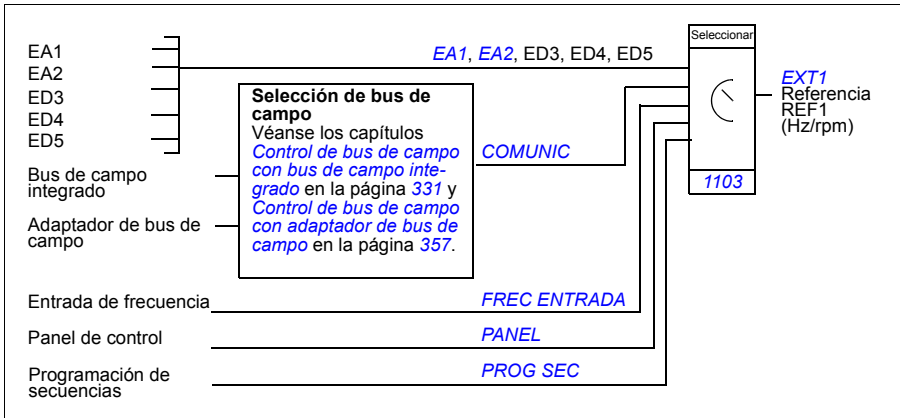 EA1
EA2
ED3
ED4
ED5
Bus de campo
integrado
Adaptador de bus de
campo
Entrada de frecuencia
Panel de control
Programación de
secuencias
Selección de bus de
campo
Véanse los capítulos
Control de bus de campo
con bus de campo inte-
grado en la página 331 y
Control de bus de campo
con adaptador de bus de
campo en la página 357.
EA1, EA2, ED3, ED4, ED5
COMUNIC
FREC ENTRADA
PANEL
PROG SEC
Seleccionar
1103
EXT1
Referencia
REF1
(Hz/rpm)